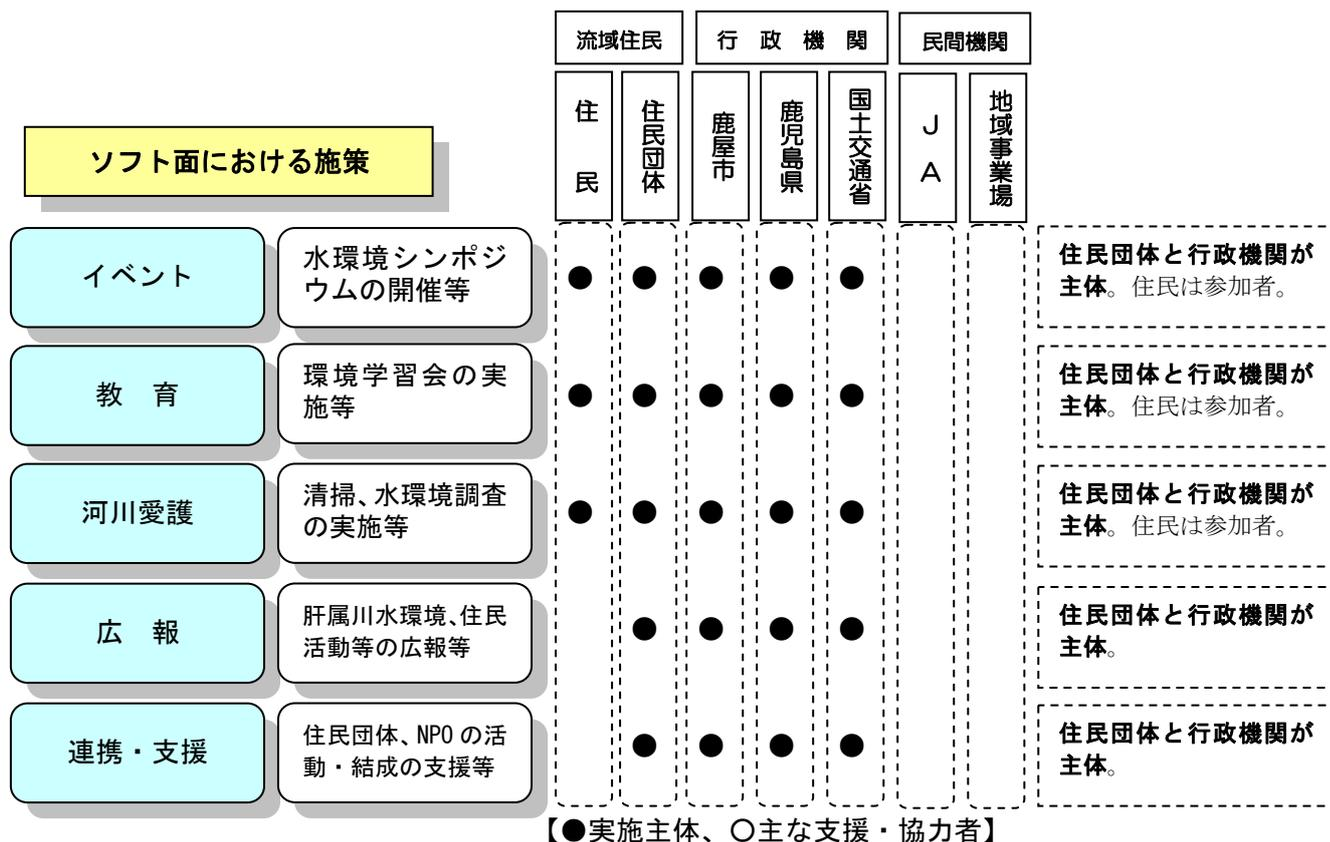 流域住民
行 政 機 関
民間機関
住 民
住民団体
鹿屋市
鹿児島県
国土交通省
JA
地域事業場
ソフト面における施策
イベント
水環境シンポジ
ウムの開催等
● ● ● ● ●
住民団体と行政機関が
主体。住民は参加者。
教 育
環境学習会の実
施等
● ● ● ● ●
住民団体と行政機関が
主体。住民は参加者。
河川愛護
清掃、水環境調査
の実施等
● ● ● ● ●
住民団体と行政機関が
主体。住民は参加者。
広 報
肝属川水環境、住民
活動等の広報等
● ● ● ●
住民団体と行政機関が
主体。
連携・支援
住民団体、NPOの活
動・結成の支援等
● ● ● ●
住民団体と行政機関が
主体。
【●実施主体、○主な支援・協力者】